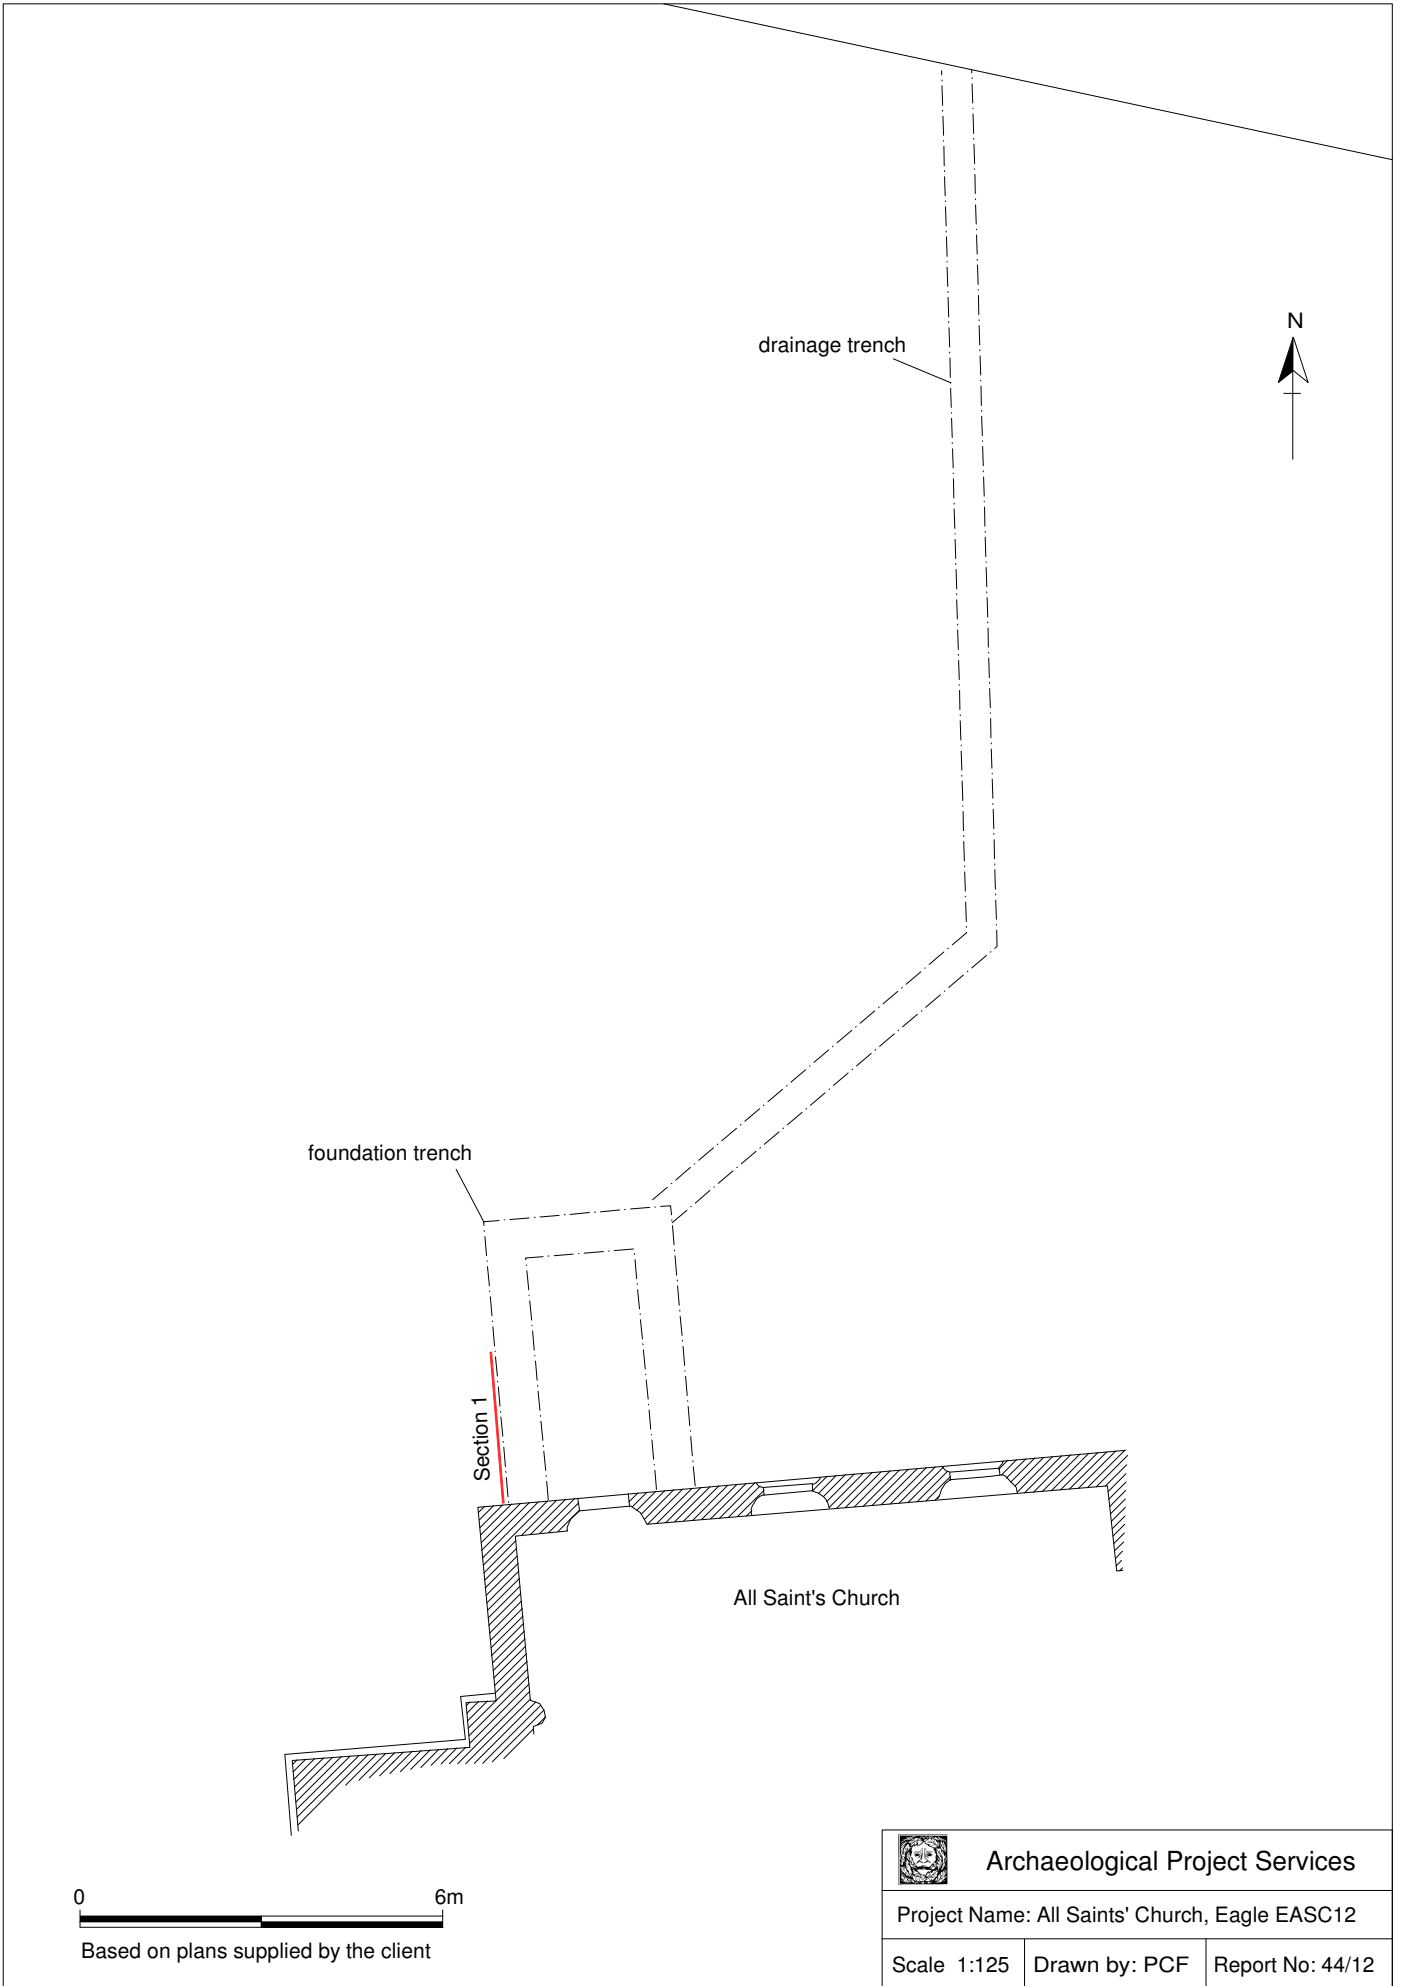 N
drainage trench
foundation trench
Section 1
All Saint's Church
0 6m
Based on plans supplied by the client
Archaeological Project Services
Project Name: All Saints' Church, Eagle EASC12
Scale 1:125 Drawn by: PCF Report No: 44/12